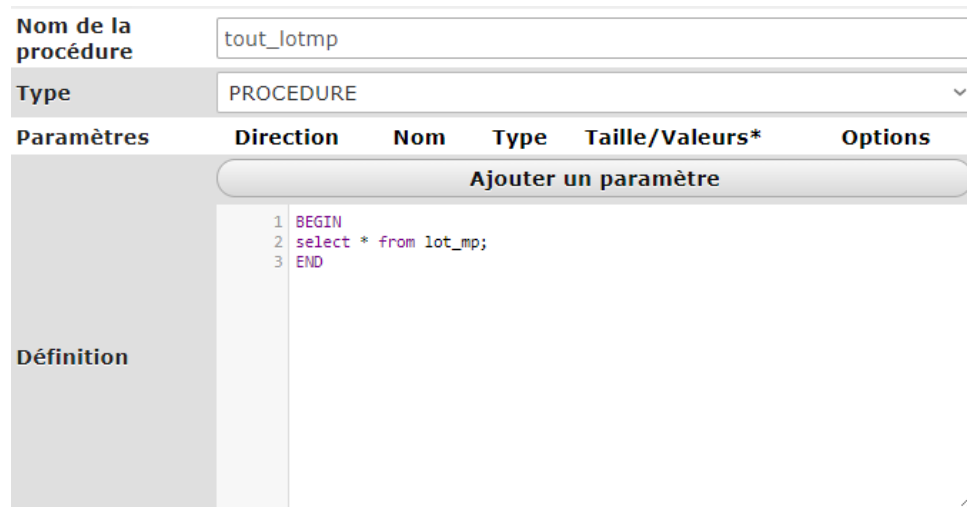 Nom de la
procédure
tout_lotmp
Type
PROCEDURE
Paramètres Direction Nom Type Taille/Valeurs* Options
Ajouter un paramètre
Définition
1 BEGIN
2 select * from lot_mp;
3 END